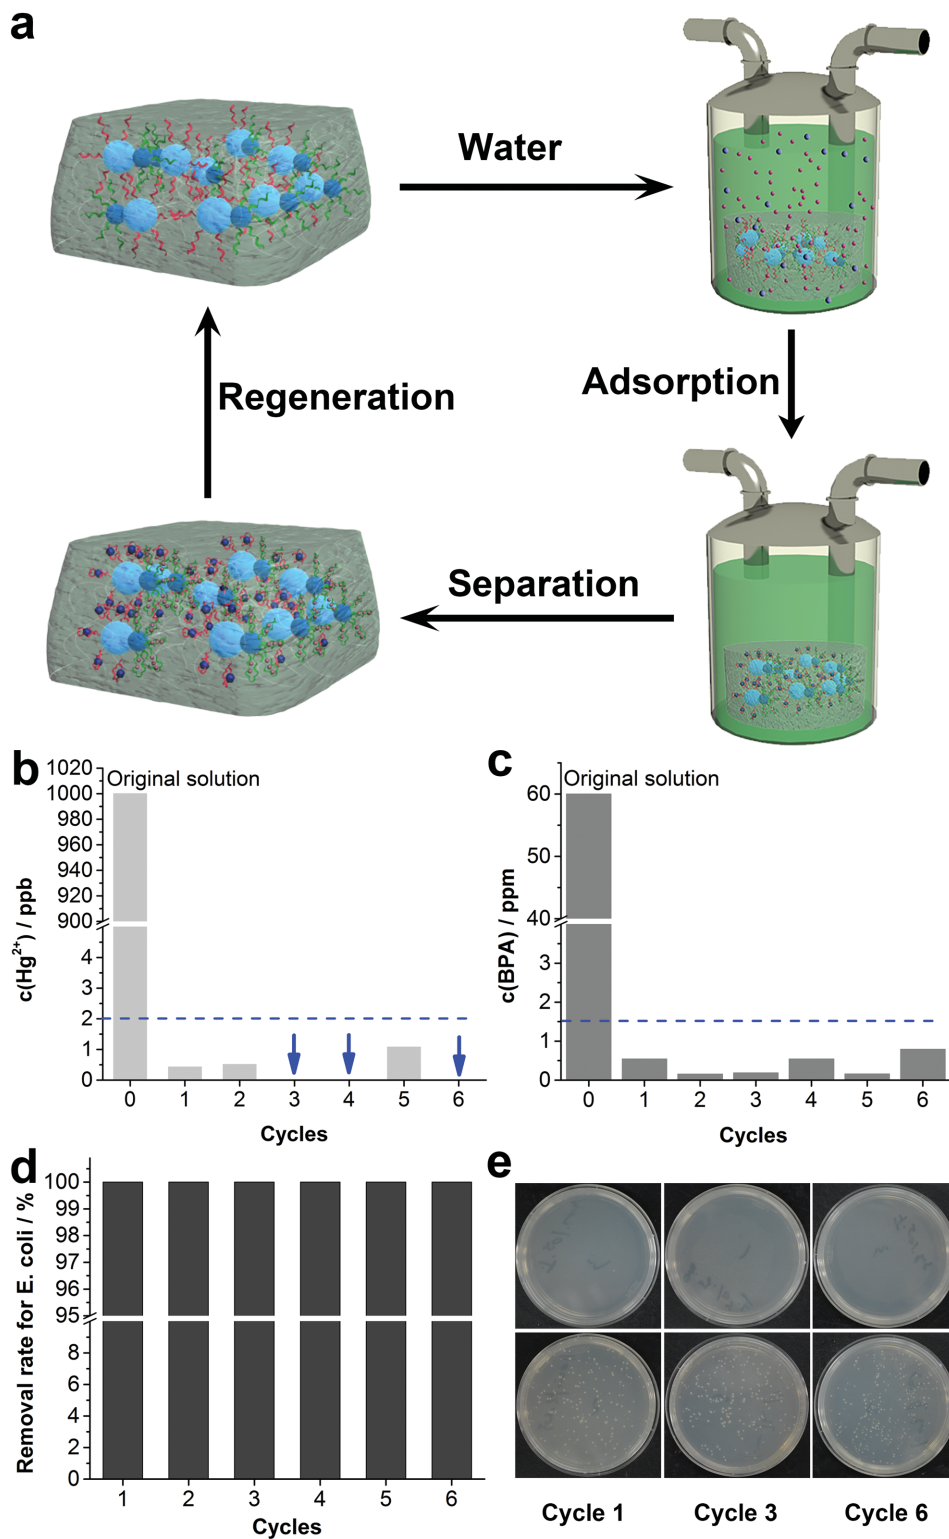 a
Water
Adsorption
Separation
Regeneration
b
Original solution
c(Hg²⁺) / ppb
1020
1000
980
960
940
920
900
4
3
2
1
0
0 1 2 3 4 5 6
Cycles
c
Original solution
c(BPA) / ppm
60
50
40
3
2
1
0
0 1 2 3 4 5 6
Cycles
d
Removal rate for E. coli / %
100
99
98
97
96
95
8
6
4
2
0
1 2 3 4 5 6
Cycles
e
Cycle 1 Cycle 3 Cycle 6